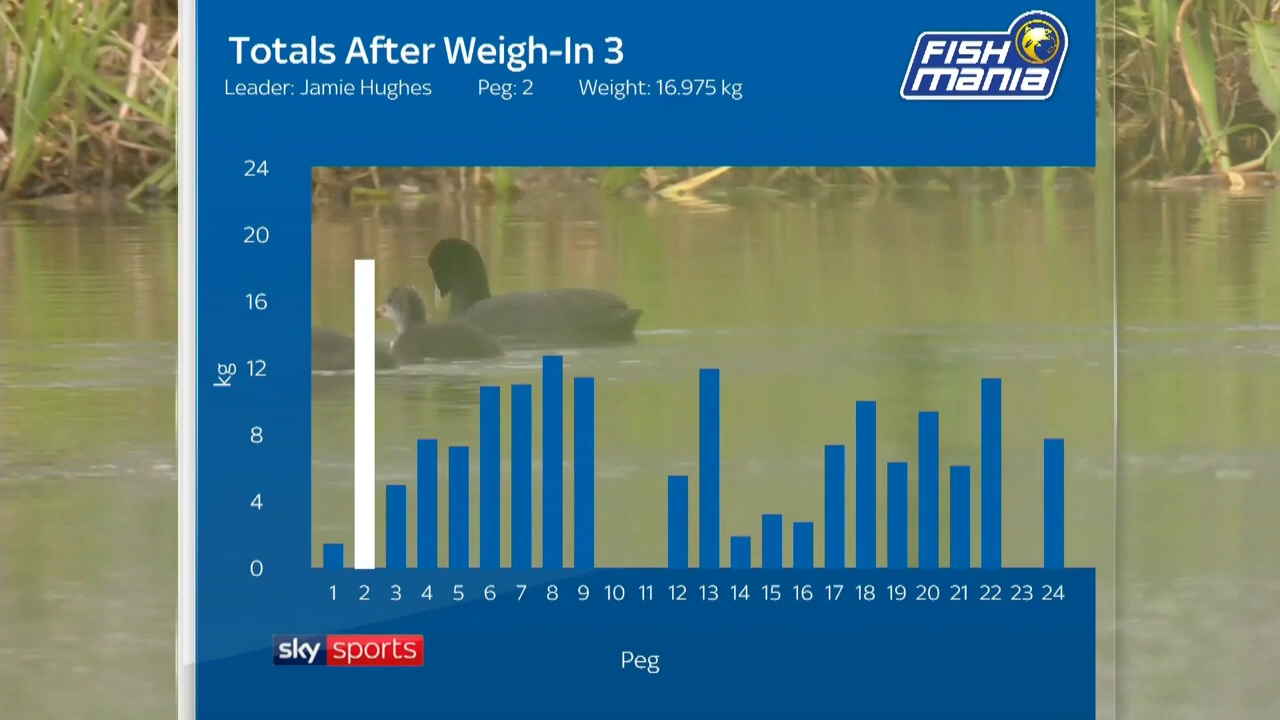 Totals After Weigh-In 3
Leader: Jamie Hughes Peg: 2 Weight: 16.975 kg
FISH
MANIA
24
20
16
kg
12
8
4
0
1 2 3 4 5 6 7 8 9 10 11 12 13 14 15 16 17 18 19 20 21 22 23 24
sky sports
Peg